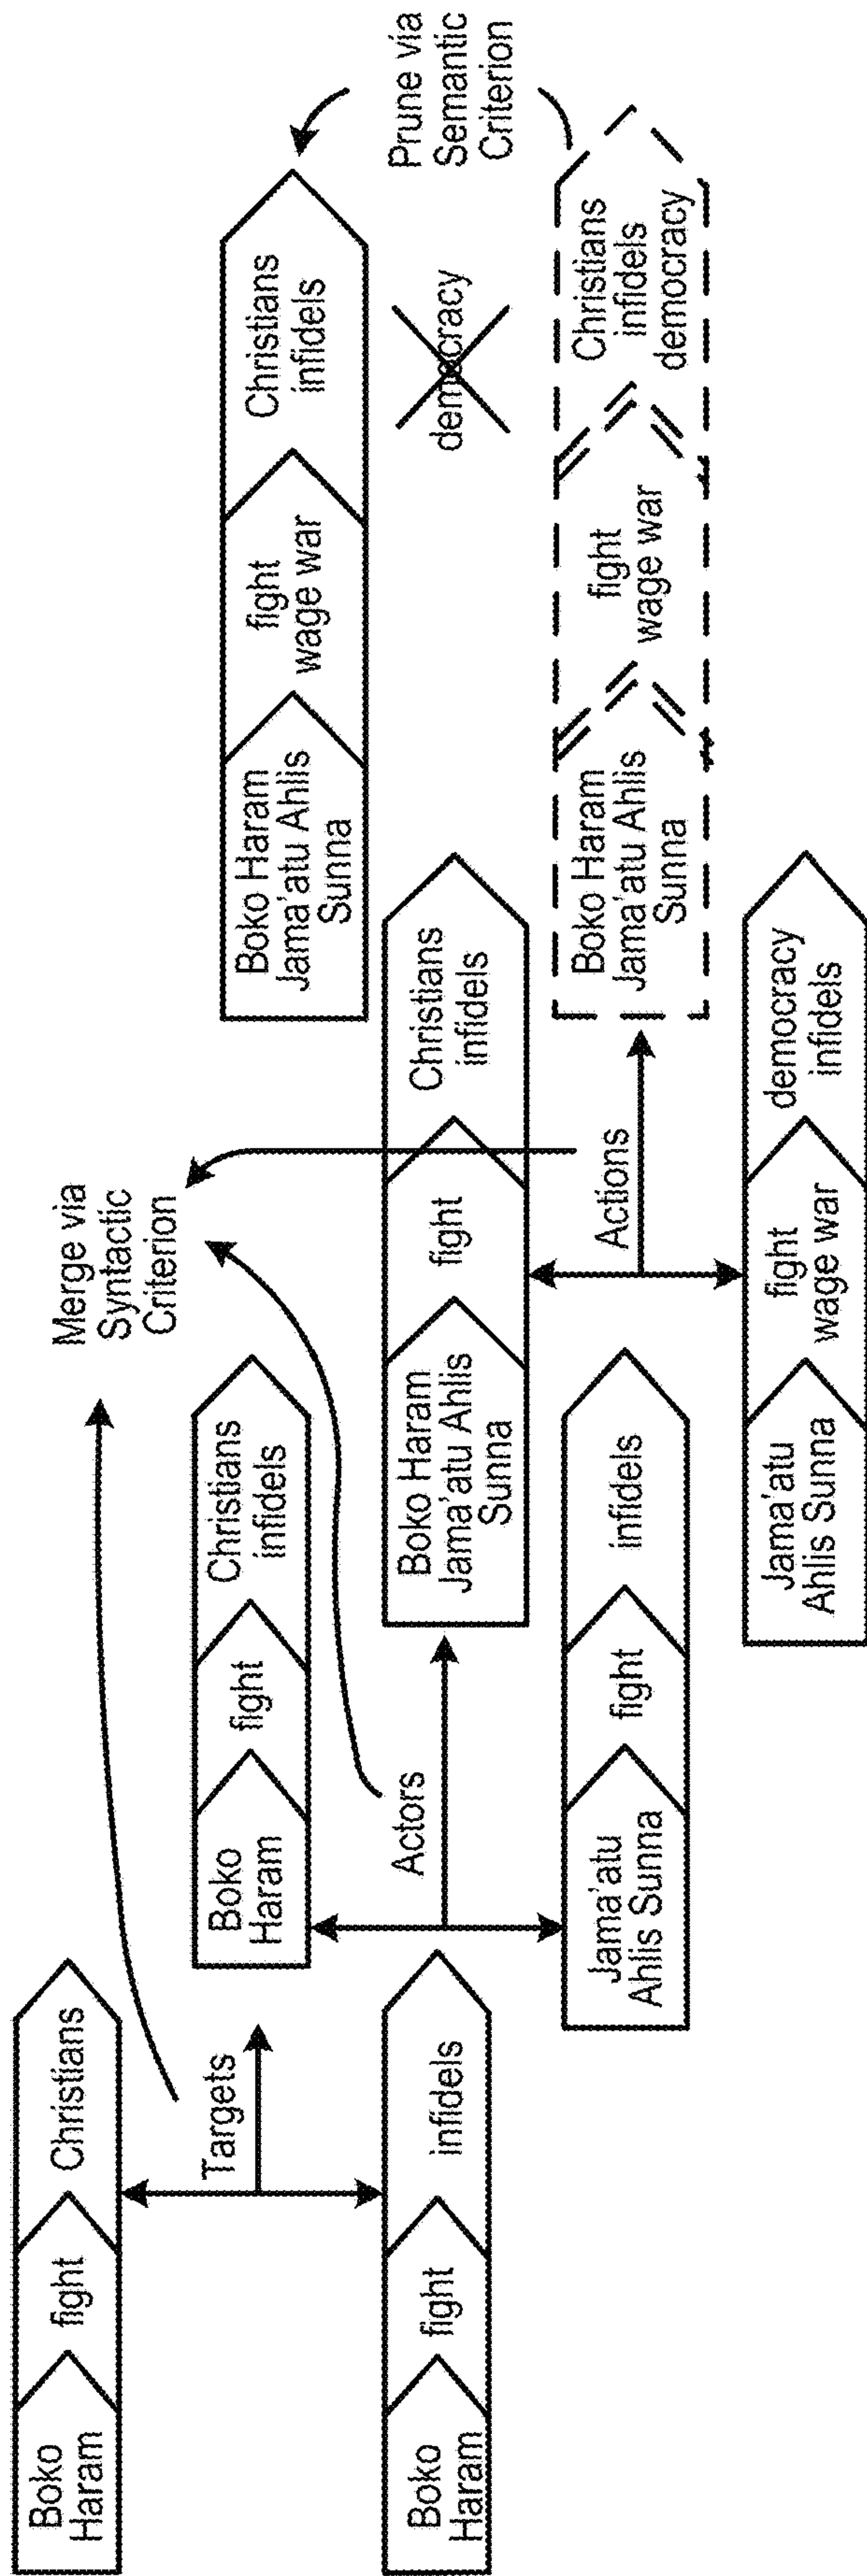 Boko
Haram
fight
Christians
Targets
Boko
Haram
fight
infidels
Merge via
Syntactic
Criterion
Boko
Haram
fight
Christians
infidels
Actors
Jama'atu
Ahlis Sunna
fight
infidels
Boko Haram
Jama'atu Ahlis
Sunna
fight
Christians
infidels
Actions
Jama'atu
Ahlis Sunna
fight
wage war
democracy
infidels
Boko Haram
Jama'atu Ahlis
Sunna
fight
wage war
Christians
infidels
democracy
Prune via
Semantic
Criterion
Boko Haram
Jama'atu Ahlis
Sunna
fight
wage war
Christians
infidels
democracy